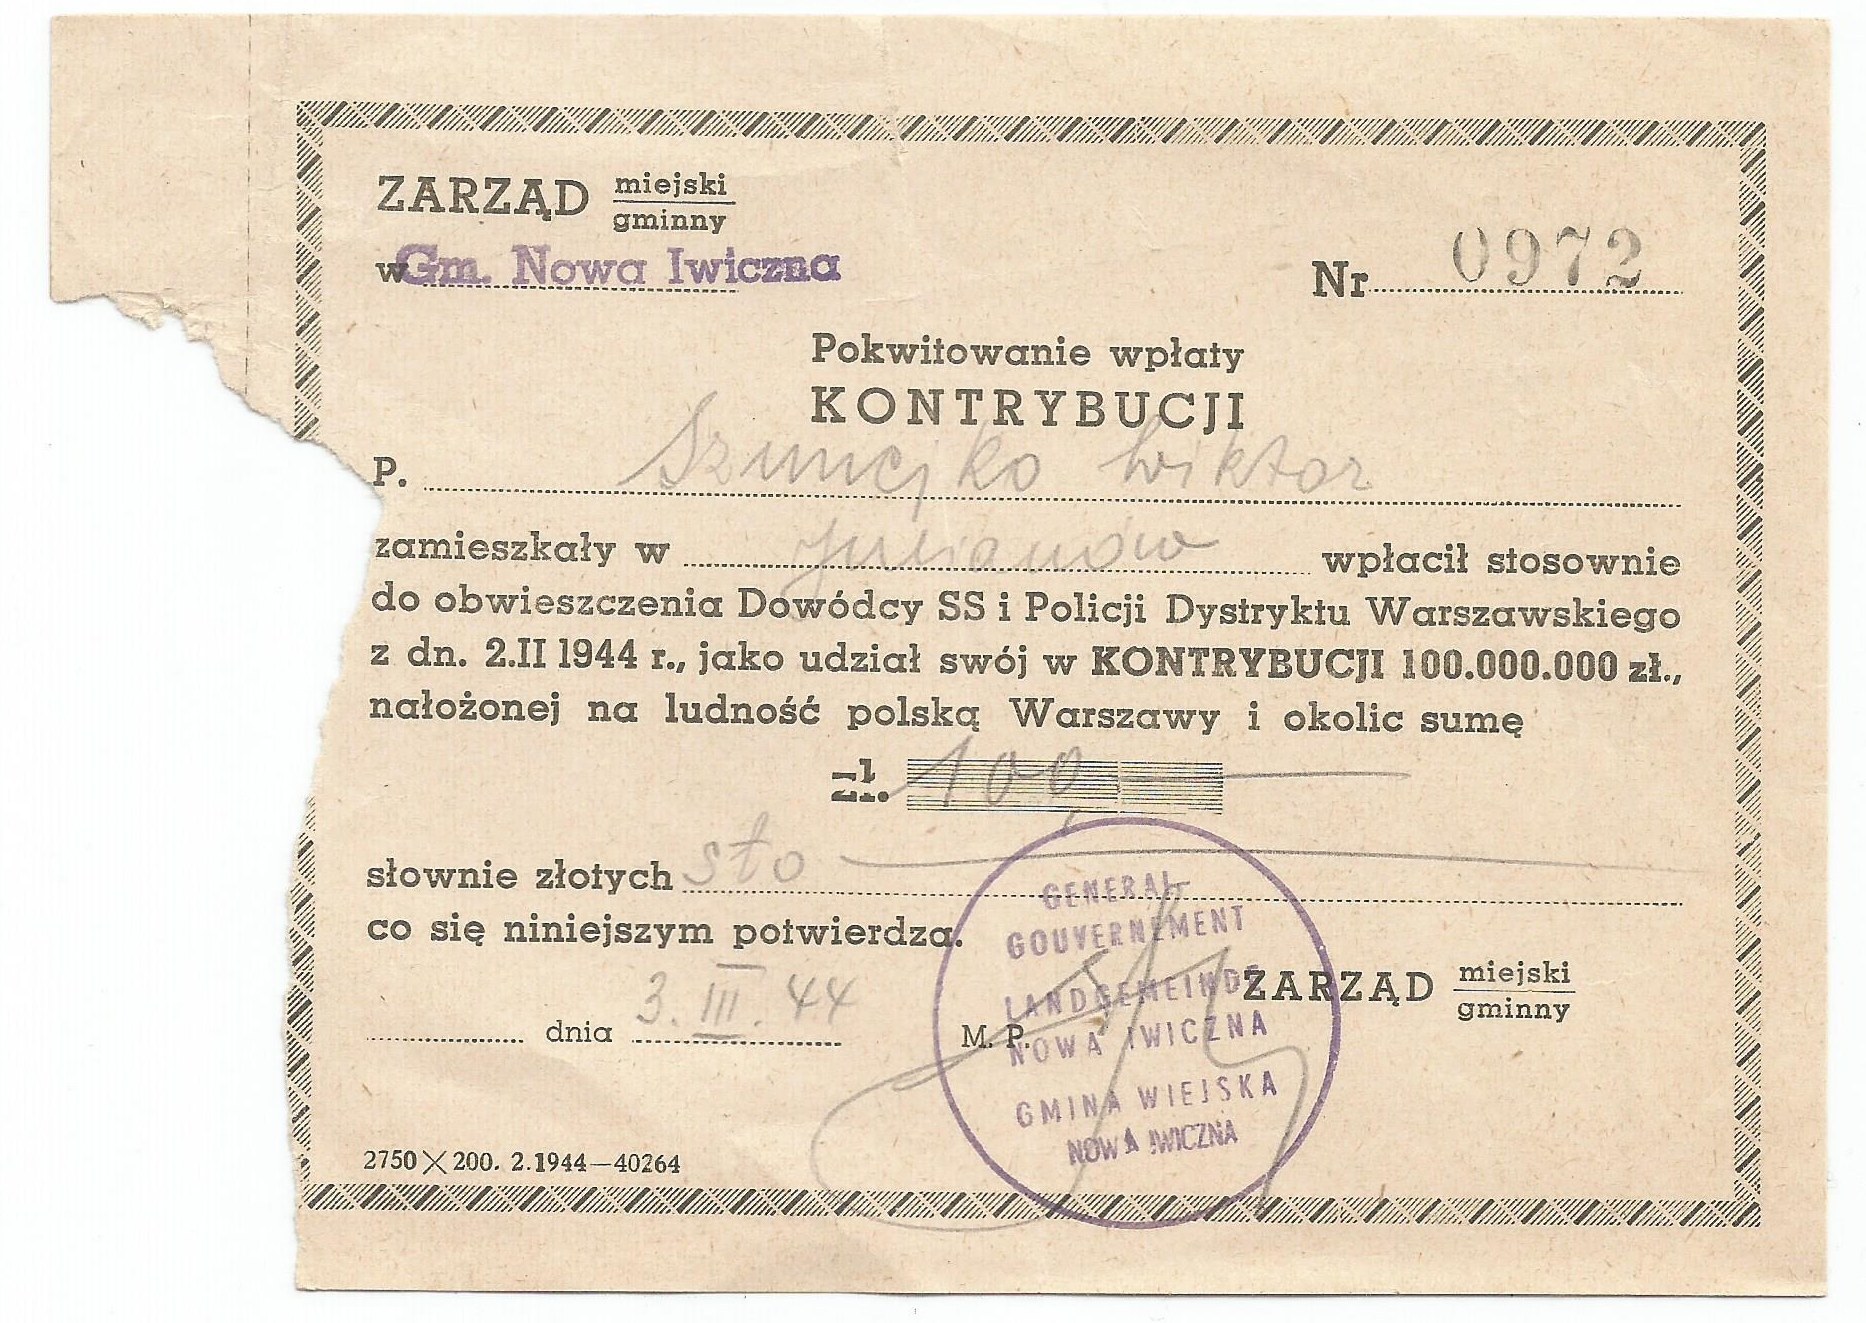 ZARZĄD miejski
gminny
w Gm. Nowa Iwiczna
Nr 0972
Pokwitowanie wpłaty
KONTRYBUCJI
P. Wiktor
zamieszkały w Julianów wpłacił stosownie
do obwieszczenia Dowódcy SS i Policji Dystryktu Warszawskiego
z dn. 2.II 1944 r., jako udział swój w KONTRYBUCJI 100.000.000 zł.,
nałożonej na ludność polską Warszawy i okolic sumę
zł. 100
słownie złotych sto
co się niniejszym potwierdza.
dnia 3.III.44
M. P.
ZARZĄD miejski
gminny
GENERAL
GOUVERNEMENT
LANDGEMEINDE
NOWA IWICZNA
GMINA WIEJSKA
NOWA IWICZNA
2750 X 200. 2.1944—40264